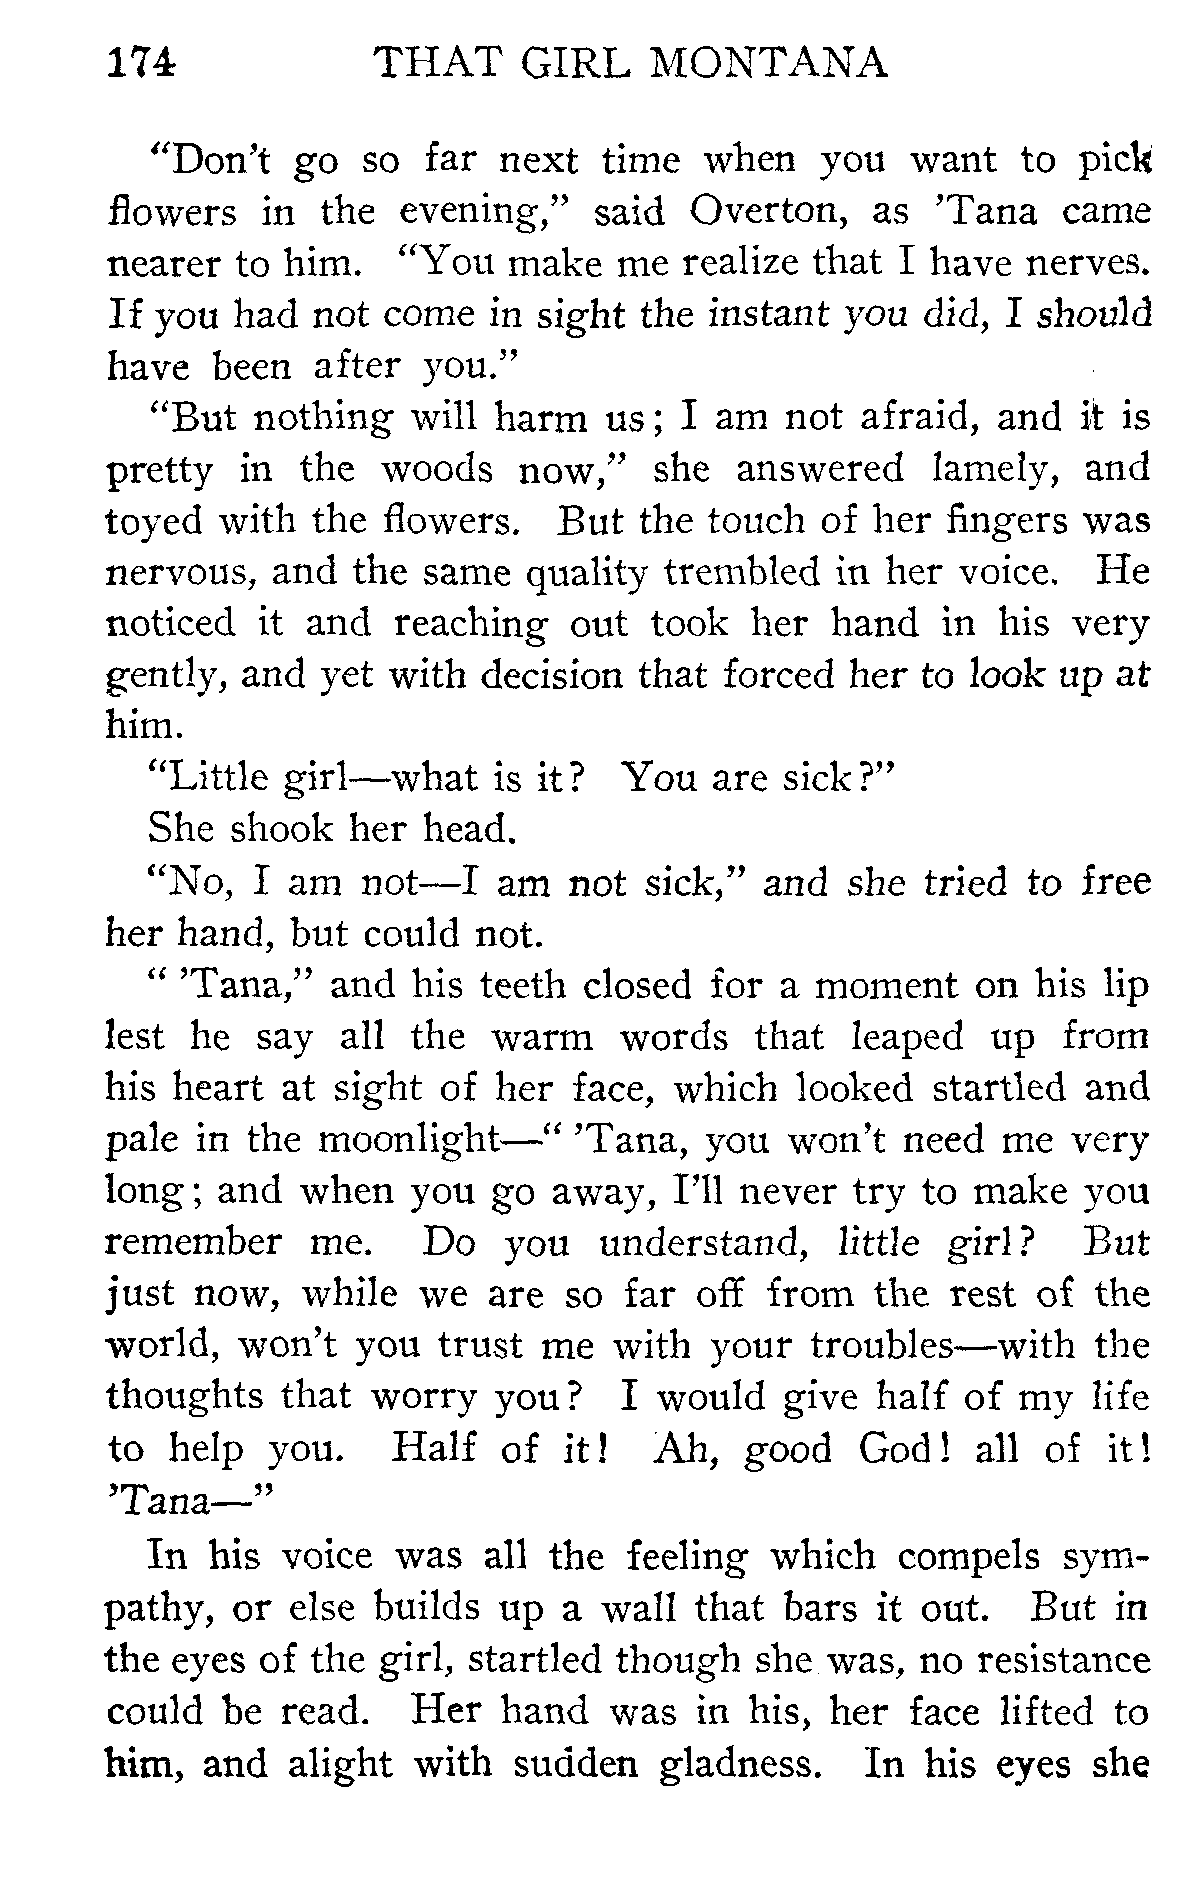 174 THAT GIRL MONTANA
“Don’t go so far next time when you want to pick
flowers in the evening,” said Overton, as ’Tana came
nearer to him. “You make me realize that I have nerves.
If you had not come in sight the instant you did, I should
have been after you.”
“But nothing will harm us; I am not afraid, and it is
pretty in the woods now,” she answered lamely, and
toyed with the flowers. But the touch of her fingers was
nervous, and the same quality trembled in her voice. He
noticed it and reaching out took her hand in his very
gently, and yet with decision that forced her to look up at
him.
“Little girl—what is it? You are sick?”
She shook her head.
“No, I am not—I am not sick,” and she tried to free
her hand, but could not.
“ ’Tana,” and his teeth closed for a moment on his lip
lest he say all the warm words that leaped up from
his heart at sight of her face, which looked startled and
pale in the moonlight—“ ’Tana, you won’t need me very
long; and when you go away, I’ll never try to make you
remember me. Do you understand, little girl? But
just now, while we are so far off from the rest of the
world, won’t you trust me with your troubles—with the
thoughts that worry you? I would give half of my life
to help you. Half of it! Ah, good God! all of it!
’Tana—”
In his voice was all the feeling which compels sym-
pathy, or else builds up a wall that bars it out. But in
the eyes of the girl, startled though she was, no resistance
could be read. Her hand was in his, her face lifted to
him, and alight with sudden gladness. In his eyes she